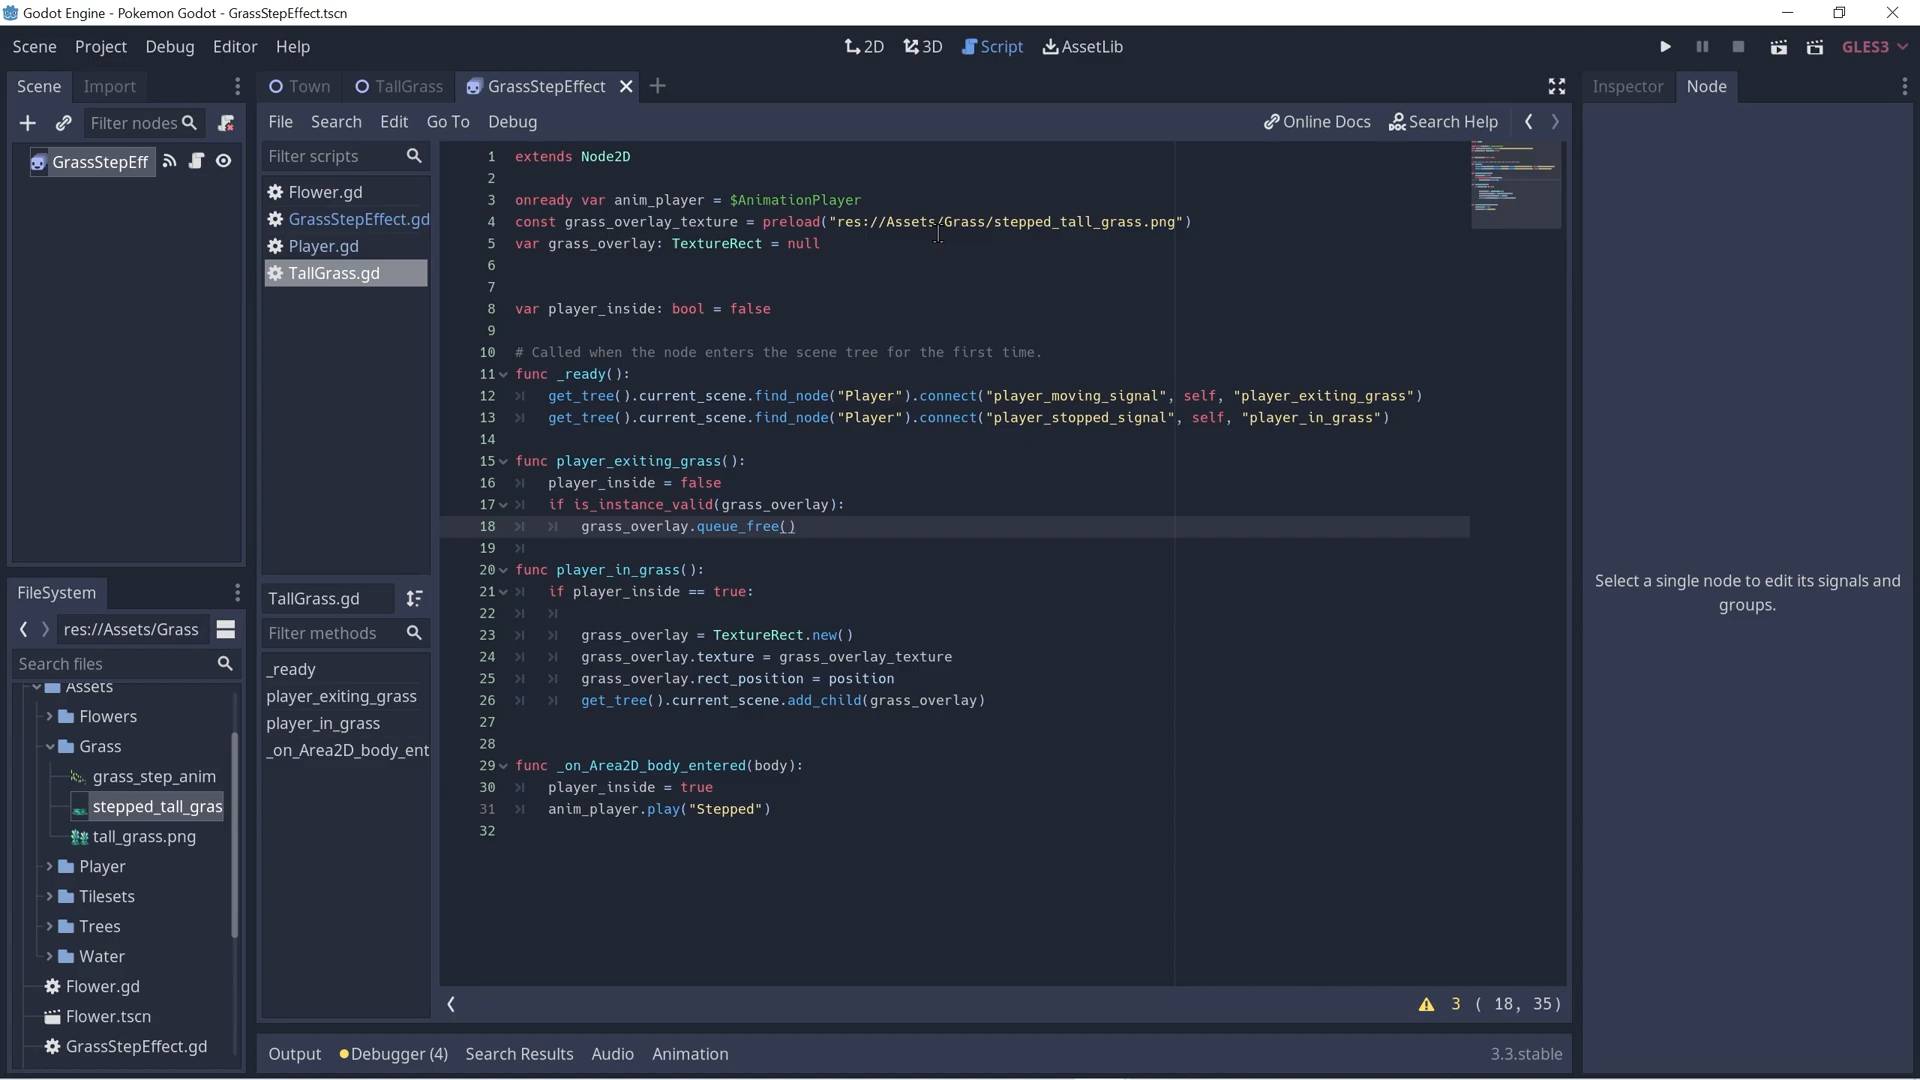 Godot Engine - Pokemon Godot - GrassStepEffect.tscn
Scene Project Debug Editor Help
2D 3D Script AssetLib
GLES3
Scene Import
Filter nodes
GrassStepEff
Town TallGrass GrassStepEffect
File Search Edit Go To Debug
Online Docs Search Help
Filter scripts
Flower.gd
GrassStepEffect.gd
Player.gd
TallGrass.gd
TallGrass.gd
Filter methods
_ready
player_exiting_grass
player_in_grass
_on_Area2D_body_ent
1 extends Node2D
2
3 onready var anim_player = $AnimationPlayer
4 const grass_overlay_texture = preload("res://Assets/Grass/stepped_tall_grass.png")
5 var grass_overlay: TextureRect = null
6
7
8 var player_inside: bool = false
9
10 # Called when the node enters the scene tree for the first time.
11 func _ready():
12 get_tree().current_scene.find_node("Player").connect("player_moving_signal", self, "player_exiting_grass")
13 get_tree().current_scene.find_node("Player").connect("player_stopped_signal", self, "player_in_grass")
14
15 func player_exiting_grass():
16 player_inside = false
17 if is_instance_valid(grass_overlay):
18 grass_overlay.queue_free()
19
20 func player_in_grass():
21 if player_inside == true:
22
23 grass_overlay = TextureRect.new()
24 grass_overlay.texture = grass_overlay_texture
25 grass_overlay.rect_position = position
26 get_tree().current_scene.add_child(grass_overlay)
27
28
29 func _on_Area2D_body_entered(body):
30 player_inside = true
31 anim_player.play("Stepped")
32
3 ( 18, 35)
FileSystem
res://Assets/Grass
Search files
Assets
Flowers
Grass
grass_step_anim
stepped_tall_gras
tall_grass.png
Player
Tilesets
Trees
Water
Flower.gd
Flower.tscn
GrassStepEffect.gd
Output Debugger (4) Search Results Audio Animation
3.3.stable
Inspector Node
Select a single node to edit its signals and
groups.